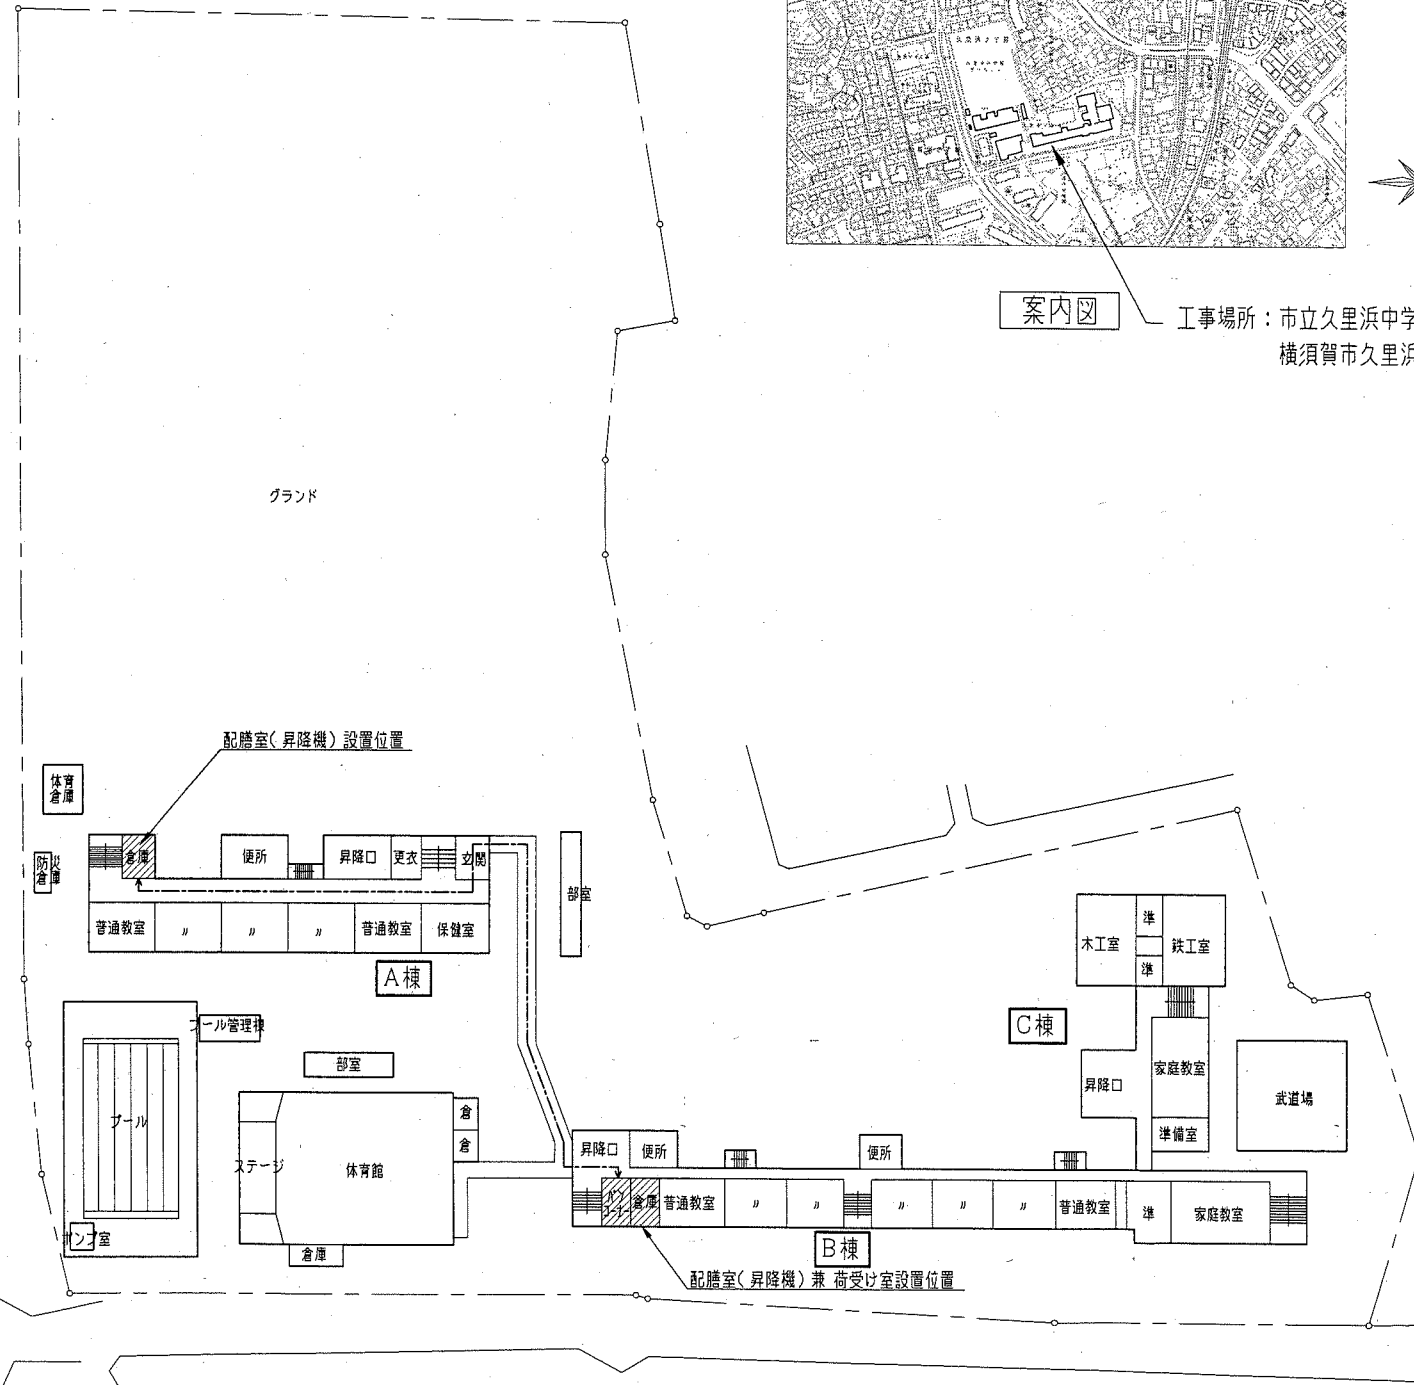 案内図
工事場所：市立久里浜中学
横須賀市久里浜
グランド
配膳室(昇降機)設置位置
体育
倉庫
防災
倉庫
倉庫
便所
昇降口
更衣
玄関
部室
普通教室
〃
〃
〃
普通教室
保健室
A棟
木工室
準
準
鉄工室
プール管理棟
C棟
部室
家庭教室
昇降口
武道場
プール
倉
倉
ステージ
体育館
昇降口
便所
便所
準備室
パン
コーナー
倉庫
普通教室
〃
〃
〃
〃
〃
普通教室
準
家庭教室
ポンプ室
倉庫
B棟
配膳室(昇降機)兼 荷受け室設置位置